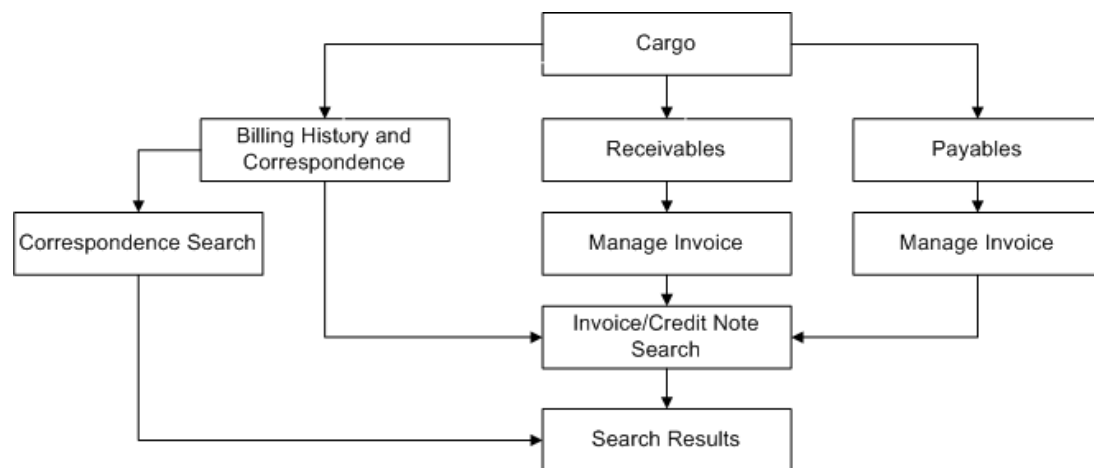 Cargo
Billing History and
Correspondence
Receivables
Payables
Correspondence Search
Manage Invoice
Manage Invoice
Invoice/Credit Note
Search
Search Results